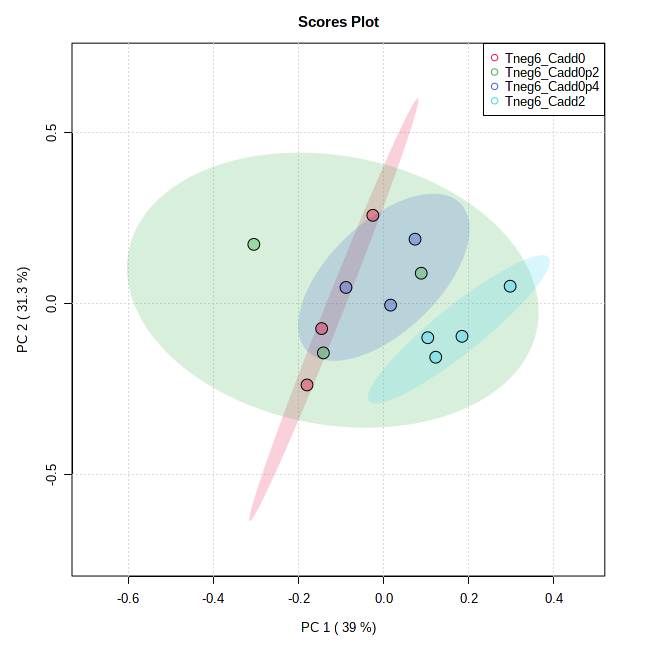 Scores Plot
Tneg6_Cadd0
Tneg6_Cadd0p2
Tneg6_Cadd0p4
Tneg6_Cadd2
0.5
0.0
-0.5
PC 2 ( 31.3 %)
-0.6 -0.4 -0.2 0.0 0.2 0.4
PC 1 ( 39 %)